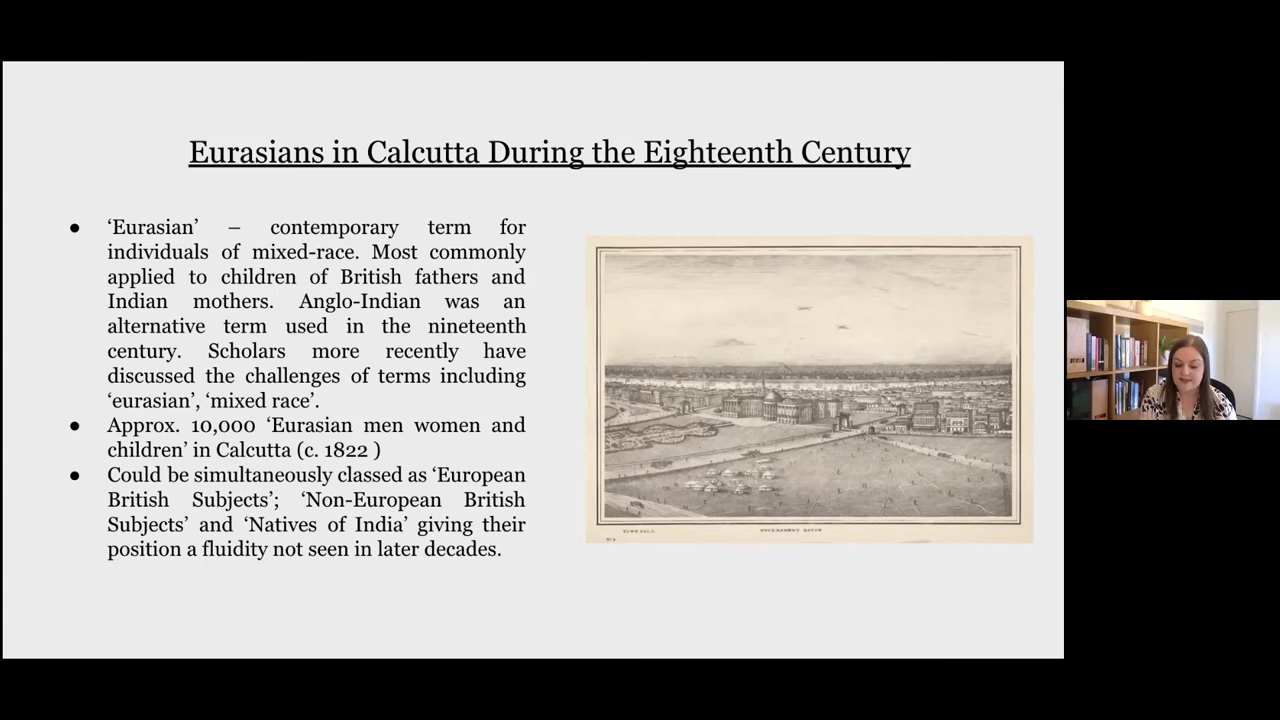 Eurasians in Calcutta During the Eighteenth Century
● ‘Eurasian’ – contemporary term for
individuals of mixed-race. Most commonly
applied to children of British fathers and
Indian mothers. Anglo-Indian was an
alternative term used in the nineteenth
century. Scholars more recently have
discussed the challenges of terms including
‘eurasian’, ‘mixed race’.
● Approx. 10,000 ‘Eurasian men women and
children’ in Calcutta (c. 1822 )
● Could be simultaneously classed as ‘European
British Subjects’; ‘Non-European British
Subjects’ and ‘Natives of India’ giving their
position a fluidity not seen in later decades.
TOWN HALL. GOVERNMENT HOUSE